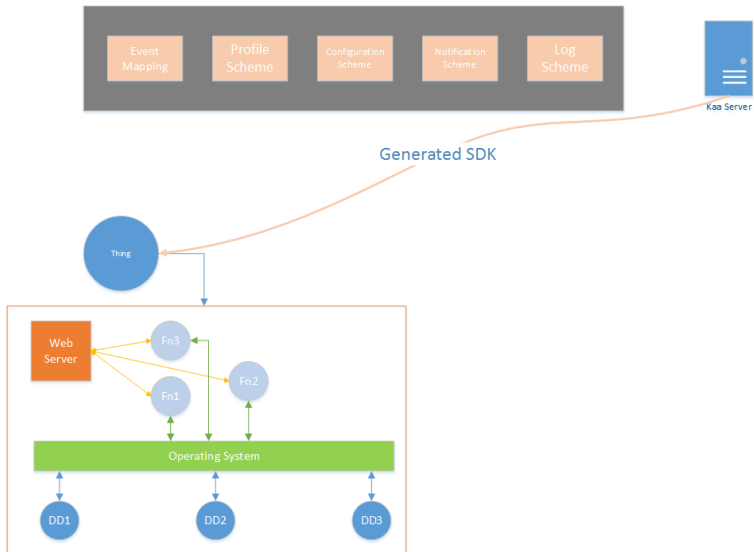 Event
Mapping
Profile
Scheme
Configuration
Scheme
Notification
Scheme
Log
Scheme
Kaa Server
Generated SDK
Thing
Web
Server
Fn3
Fn2
Fn1
Operating System
DD1
DD2
DD3